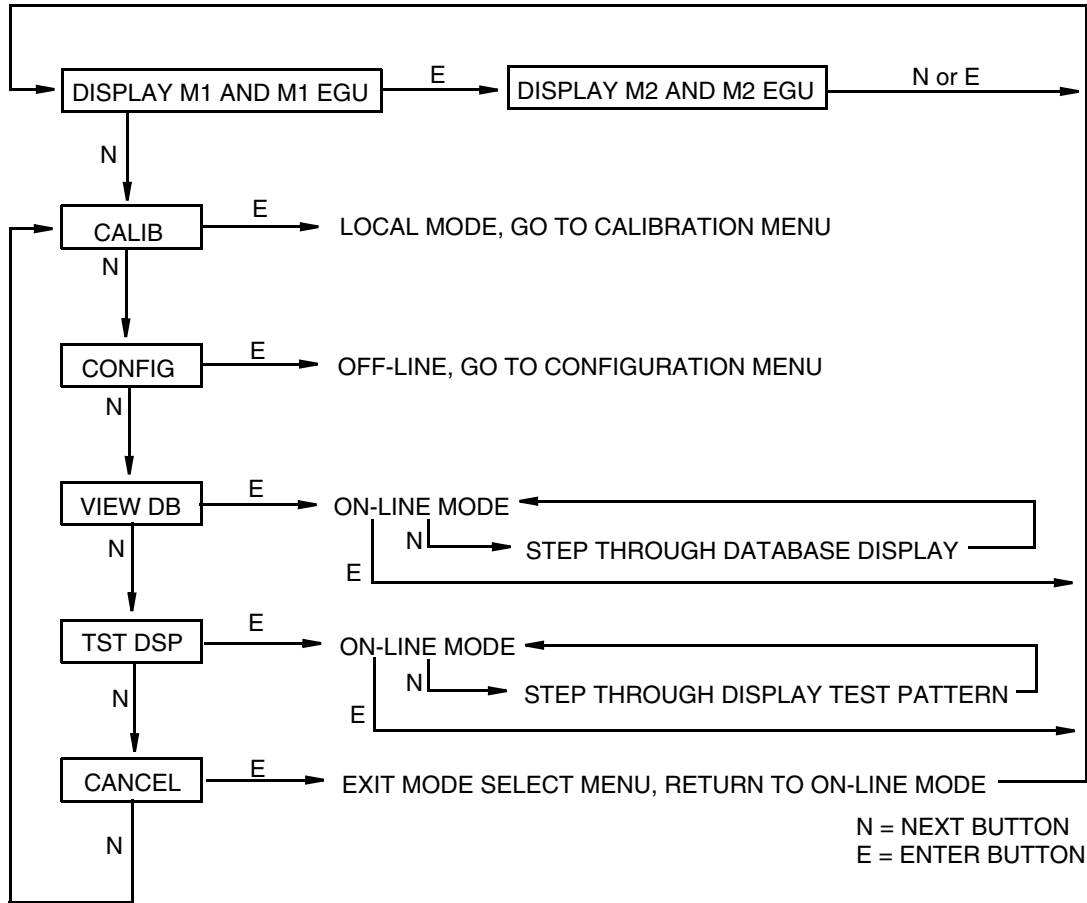 DISPLAY M1 AND M1 EGU
E
DISPLAY M2 AND M2 EGU
N or E
N
CALIB
E
LOCAL MODE, GO TO CALIBRATION MENU
N
CONFIG
E
OFF-LINE, GO TO CONFIGURATION MENU
N
VIEW DB
E
ON-LINE MODE
N
STEP THROUGH DATABASE DISPLAY
E
N
TST DSP
E
ON-LINE MODE
N
STEP THROUGH DISPLAY TEST PATTERN
E
N
CANCEL
E
EXIT MODE SELECT MENU, RETURN TO ON-LINE MODE
N
N = NEXT BUTTON
E = ENTER BUTTON